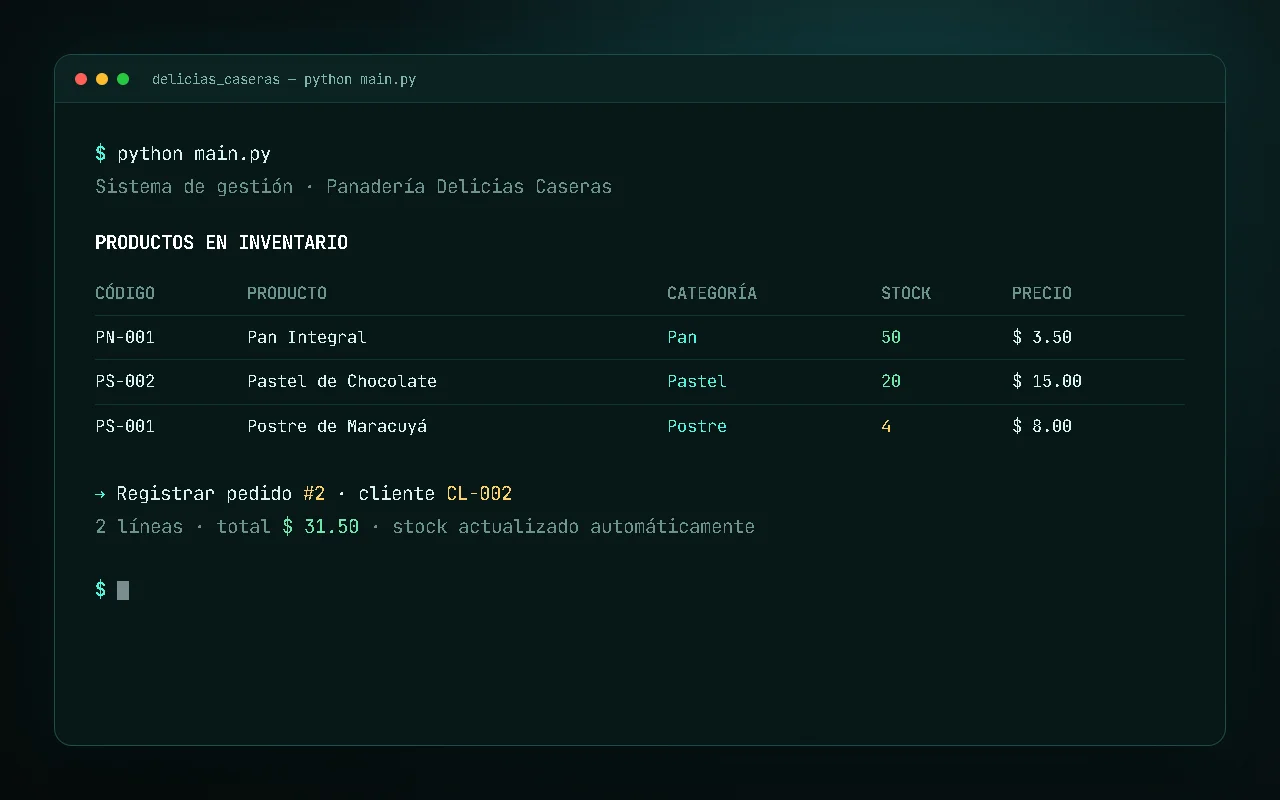 delicias_caseras — python main.py
$ python main.py
Sistema de gestión · Panadería Delicias Caseras
PRODUCTOS EN INVENTARIO
CÓDIGO PRODUCTO CATEGORÍA STOCK PRECIO
PN-001 Pan Integral Pan 50 $ 3.50
PS-002 Pastel de Chocolate Pastel 20 $ 15.00
PS-001 Postre de Maracuyá Postre 4 $ 8.00
→ Registrar pedido #2 · cliente CL-002
2 líneas · total $ 31.50 · stock actualizado automáticamente
$